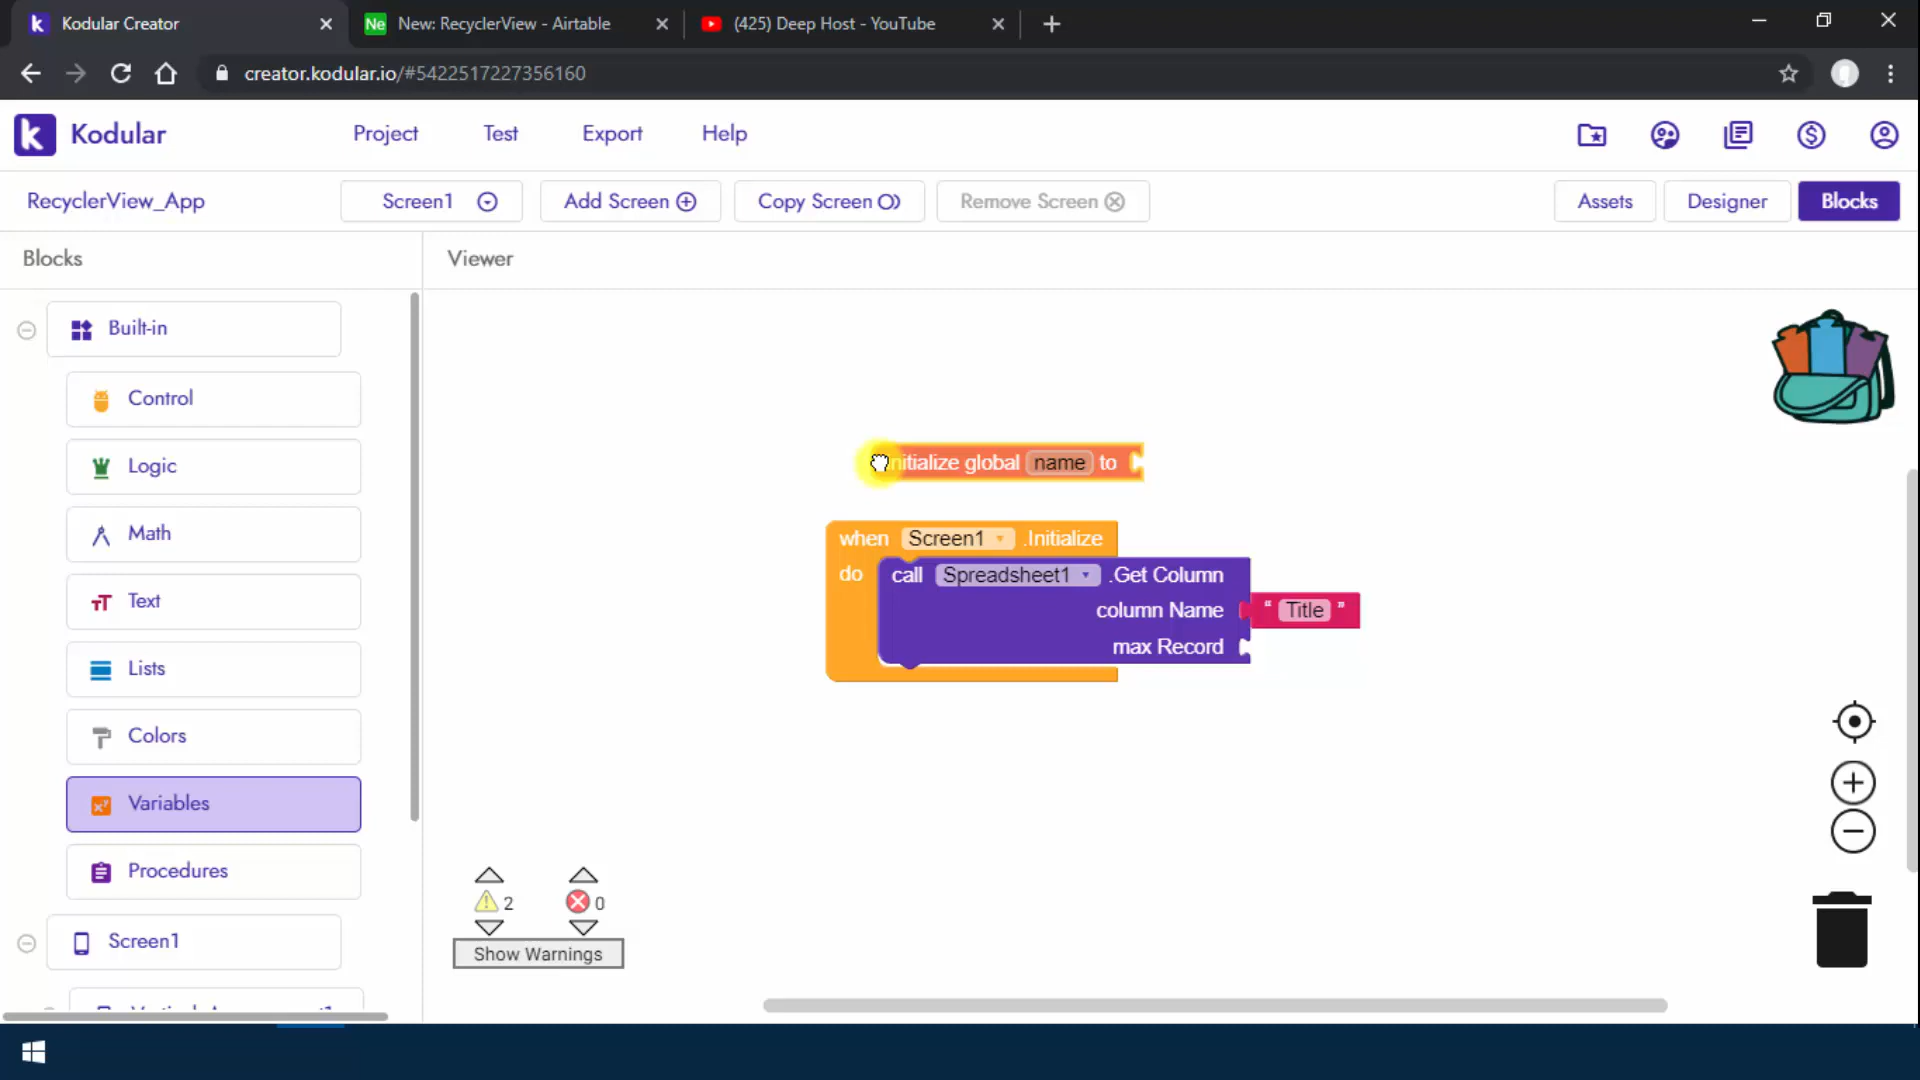 Kodular Creator
Ne New: RecyclerView - Airtable
(425) Deep Host - YouTube
creator.kodular.io/#5422517227356160
k Kodular Project Test Export Help
RecyclerView_App Screen1 Add Screen Copy Screen Remove Screen Assets Designer Blocks
Blocks Viewer
Built-in
Control
Logic
Math
Text
Lists
Colors
Variables
Procedures
Screen1
nitialize global name to
when Screen1 .Initialize
do call Spreadsheet1 .Get Column
column Name " Title "
max Record
2 0
Show Warnings